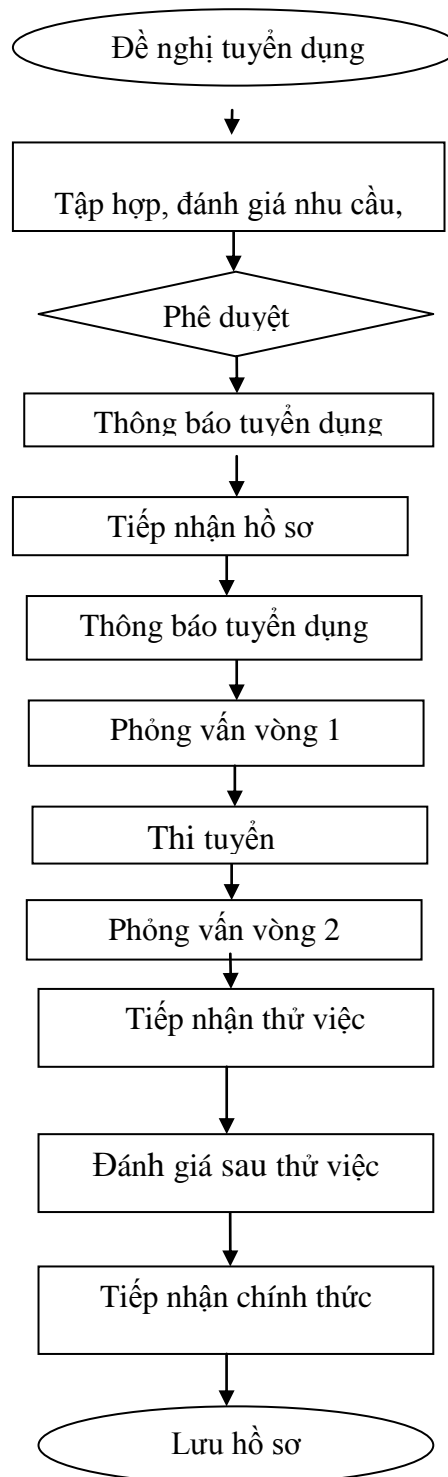 Đề nghị tuyển dụng
Tập hợp, đánh giá nhu cầu,
Phê duyệt
Thông báo tuyển dụng
Tiếp nhận hồ sơ
Thông báo tuyển dụng
Phỏng vấn vòng 1
Thi tuyển
Phỏng vấn vòng 2
Tiếp nhận thử việc
Đánh giá sau thử việc
Tiếp nhận chính thức
Lưu hồ sơ